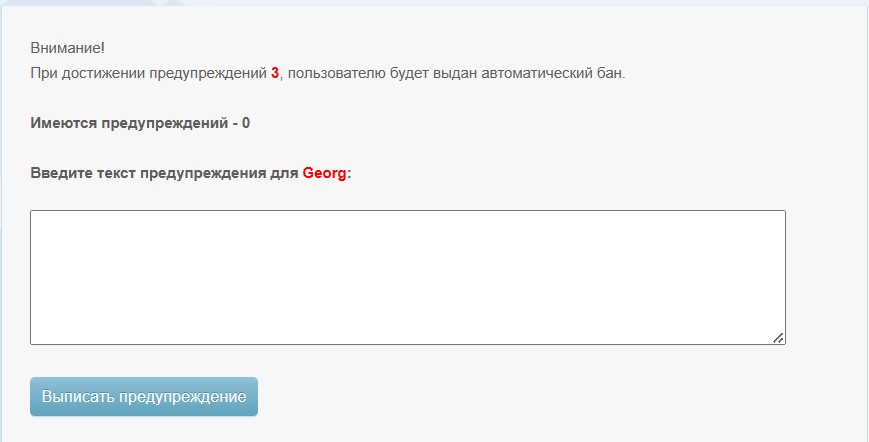 Внимание!
При достижении предупреждений 3, пользователю будет выдан автоматический бан.
Имеются предупреждений - 0
Введите текст предупреждения для Georg:
Выписать предупреждение